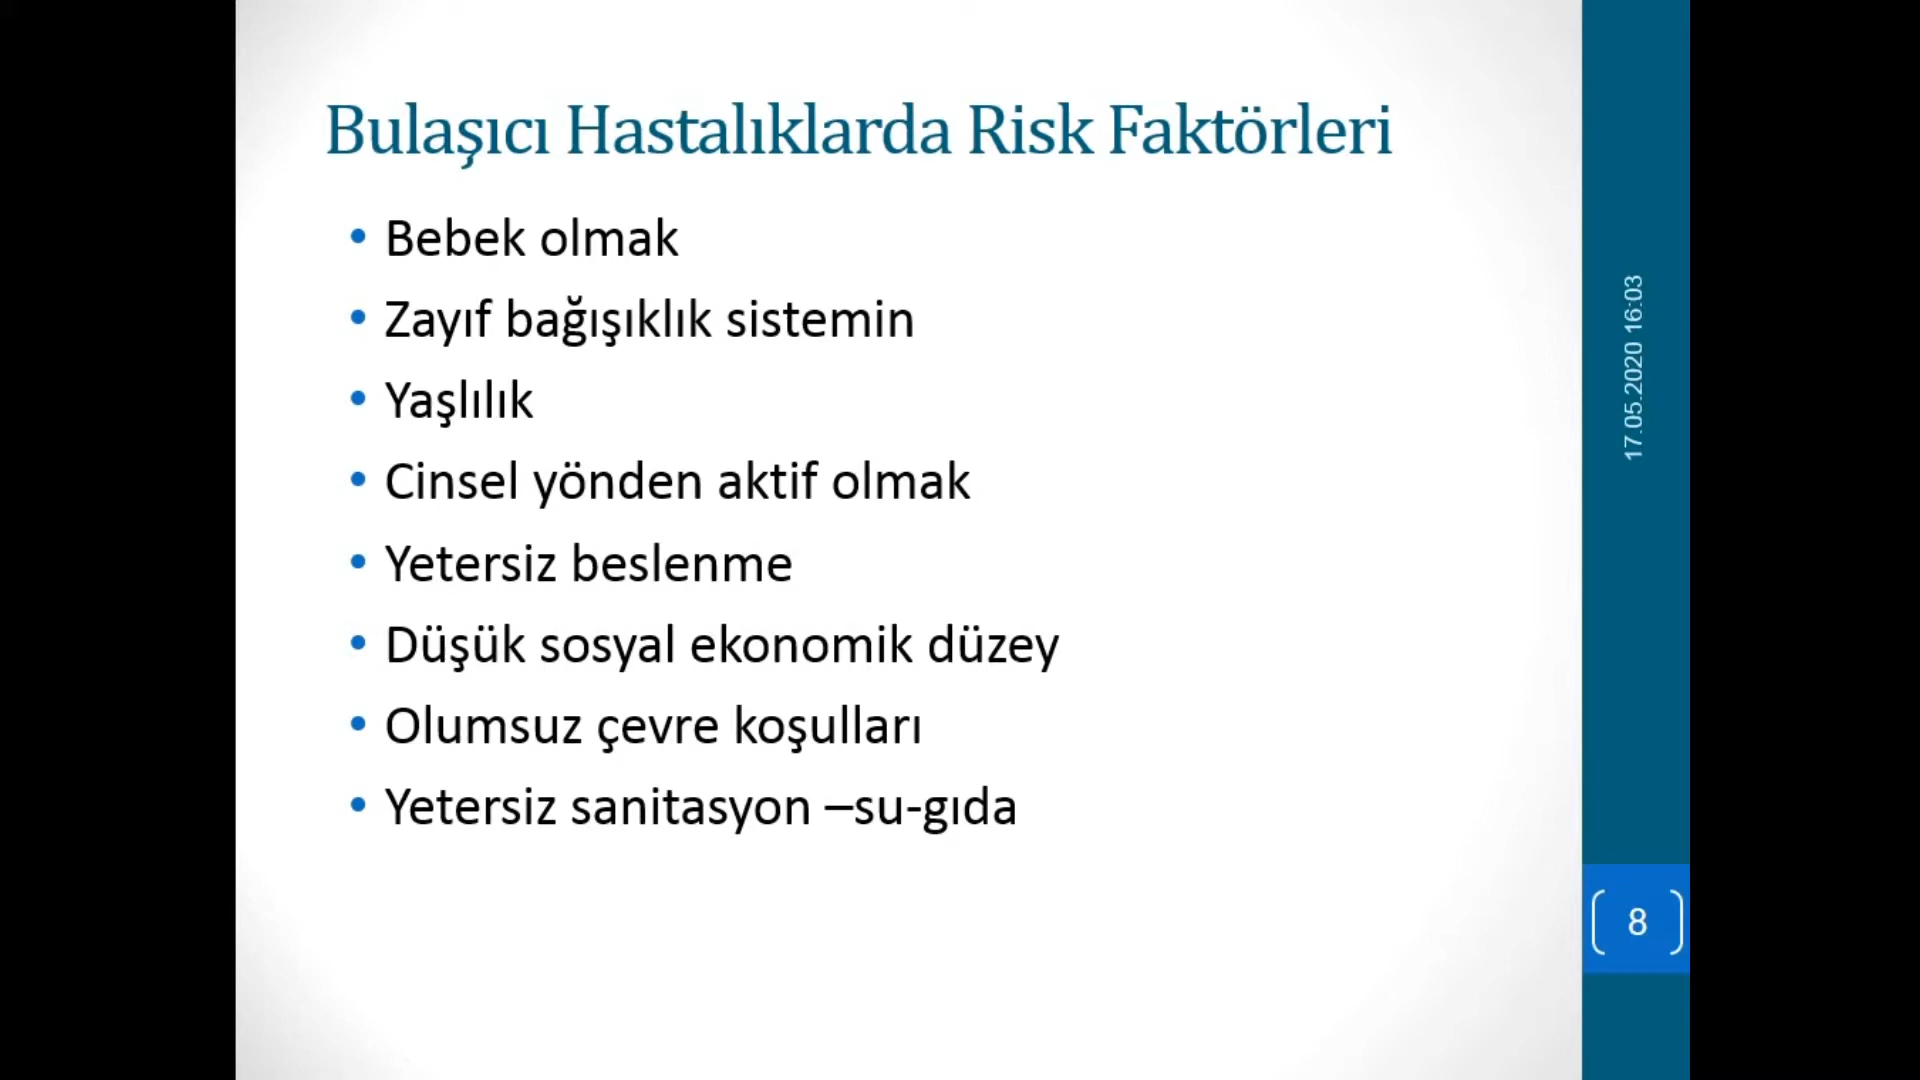 Bulaşıcı Hastalıklarda Risk Faktörleri
• Bebek olmak
• Zayıf bağışıklık sistemin
• Yaşlılık
• Cinsel yönden aktif olmak
• Yetersiz beslenme
• Düşük sosyal ekonomik düzey
• Olumsuz çevre koşulları
• Yetersiz sanitasyon –su-gıda
17.05.2020 16:03
8